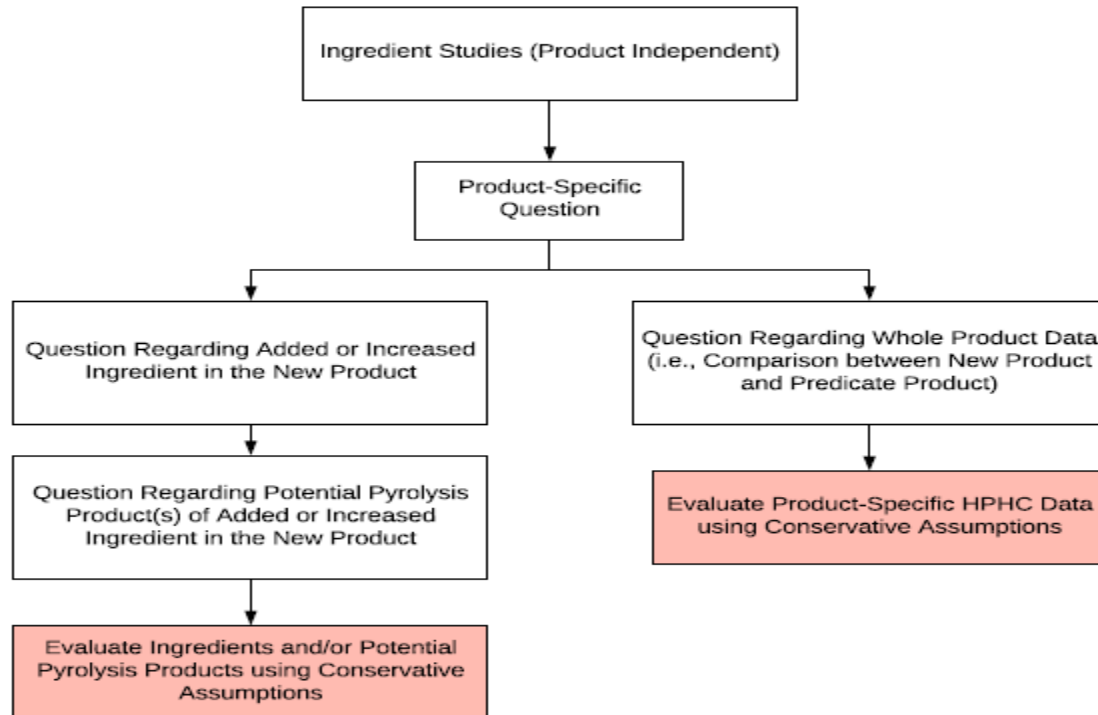 Ingredient Studies (Product Independent)
Product-Specific
Question
Question Regarding Added or Increased
Ingredient in the New Product
Question Regarding Whole Product Data
(i.e., Comparison between New Product
and Predicate Product)
Question Regarding Potential Pyrolysis
Product(s) of Added or Increased
Ingredient in the New Product
Evaluate Product-Specific HPHC Data
using Conservative Assumptions
Evaluate Ingredients and/or Potential
Pyrolysis Products using Conservative
Assumptions